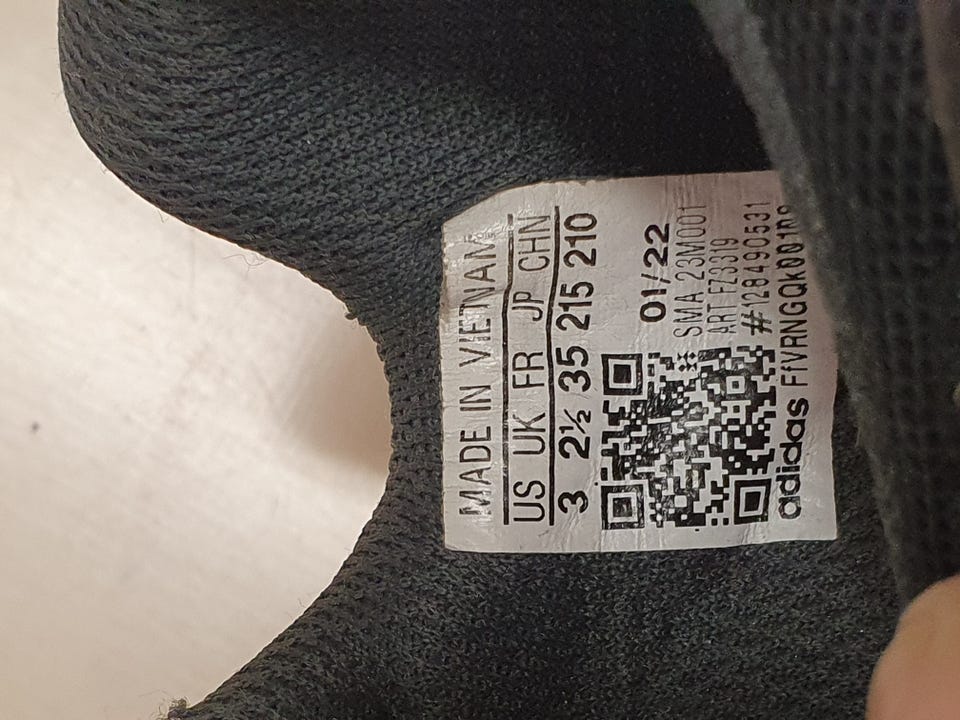 MADE IN VIETNAM
US UK FR JP CHN
3 2½ 35 215 210
01/22
SMA 23M001
ART FZ3319
#128490531
adidas